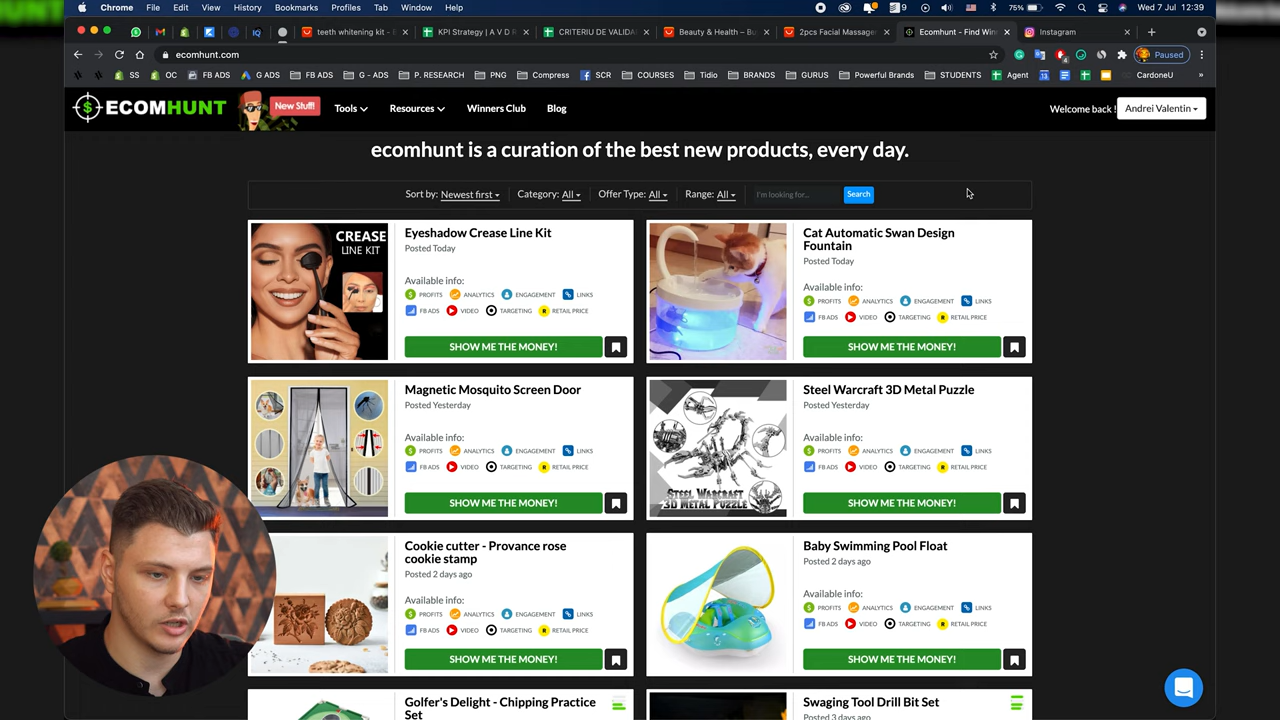 Chrome File Edit View History Bookmarks Profiles Tab Window Help
9 75% Wed 7 Jul 12:39
teeth whitening kit - KPI Strategy | A V D R CRITERIU DE VALIDA Beauty & Health – Bu 2pcs Facial Massage Ecomhunt - Find Win Instagram
ecomhunt.com Paused
SS OC FB ADS G ADS FB ADS G - ADS P. RESEARCH PNG Compress SCR COURSES Tidio BRANDS GURUS Powerful Brands STUDENTS Agent CardoneU
ECOMHUNT New Stuff! Tools Resources Winners Club Blog Welcome back ! Andrei Valentin
ecomhunt is a curation of the best new products, every day.
Sort by: Newest first Category: All Offer Type: All Range: All I'm looking for... Search
CREASE
LINE KIT
Eyeshadow Crease Line Kit
Posted Today
Available info:
PROFITS ANALYTICS ENGAGEMENT LINKS
FB ADS VIDEO TARGETING RETAIL PRICE
SHOW ME THE MONEY!
Cat Automatic Swan Design
Fountain
Posted Today
Available info:
PROFITS ANALYTICS ENGAGEMENT LINKS
FB ADS VIDEO TARGETING RETAIL PRICE
SHOW ME THE MONEY!
Magnetic Mosquito Screen Door
Posted Yesterday
Available info:
PROFITS ANALYTICS ENGAGEMENT LINKS
FB ADS VIDEO TARGETING RETAIL PRICE
SHOW ME THE MONEY!
STEEL WARCRAFT
3D METAL PUZZLE
Steel Warcraft 3D Metal Puzzle
Posted Yesterday
Available info:
PROFITS ANALYTICS ENGAGEMENT LINKS
FB ADS VIDEO TARGETING RETAIL PRICE
SHOW ME THE MONEY!
Cookie cutter - Provance rose
cookie stamp
Posted 2 days ago
Available info:
PROFITS ANALYTICS ENGAGEMENT LINKS
FB ADS VIDEO TARGETING RETAIL PRICE
SHOW ME THE MONEY!
Baby Swimming Pool Float
Posted 2 days ago
Available info:
PROFITS ANALYTICS ENGAGEMENT LINKS
FB ADS VIDEO TARGETING RETAIL PRICE
SHOW ME THE MONEY!
Golfer's Delight - Chipping Practice
Set
Swaging Tool Drill Bit Set
Posted 3 days ago